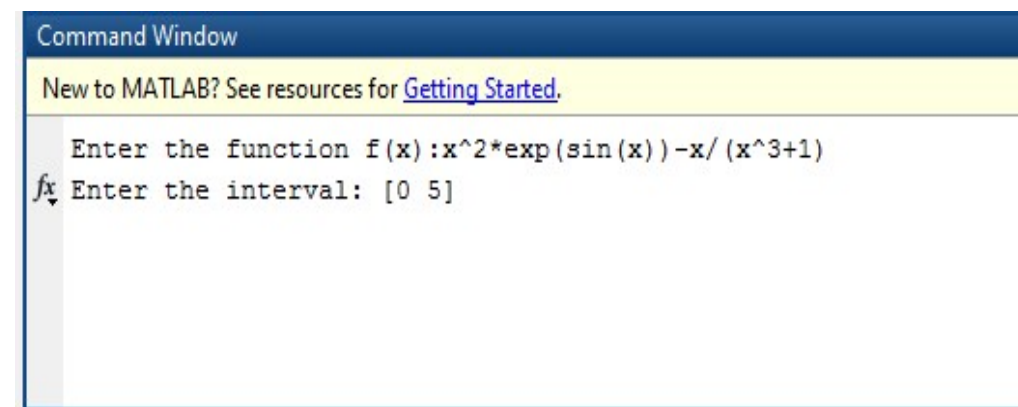 Command Window
New to MATLAB? See resources for Getting Started.
Enter the function f(x):x^2*exp(sin(x))-x/(x^3+1)
fx Enter the interval: [0 5]